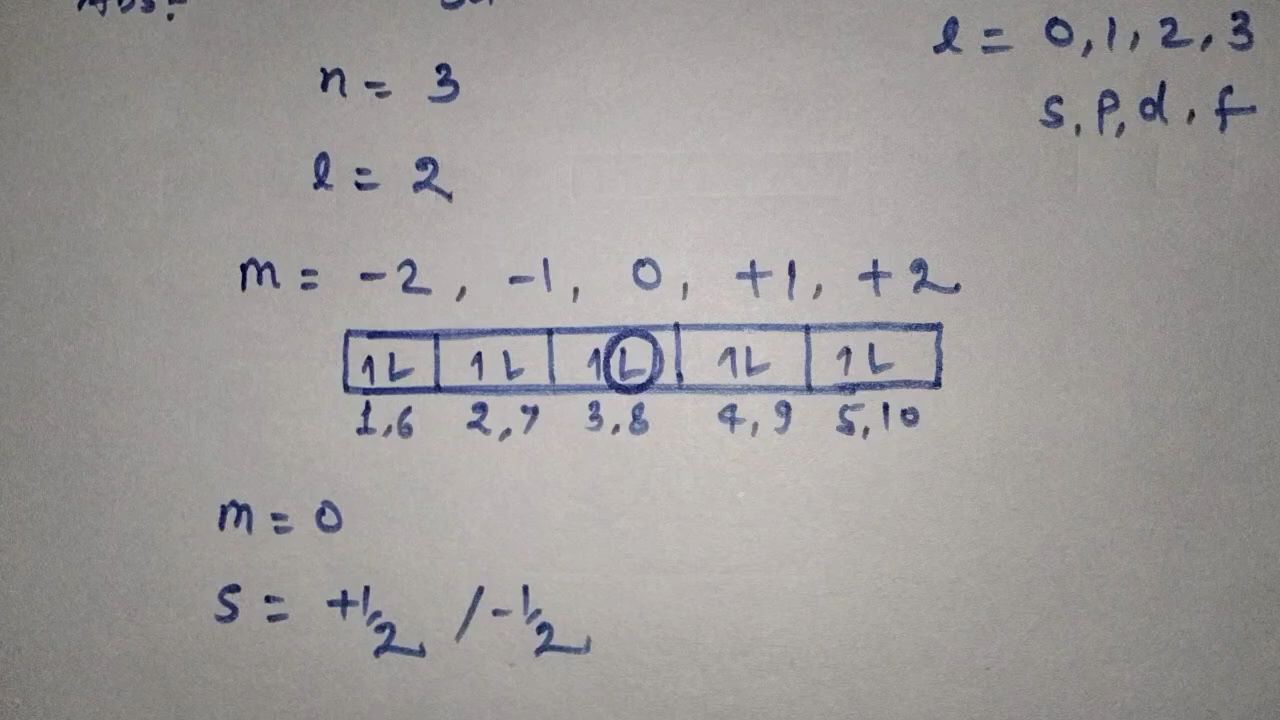 l = 0, 1, 2, 3
n = 3
s, p, d, f
l = 2
m = -2, -1, 0, +1, +2
1L 1L 1L 1L 1L
1,6 2,7 3,8 4,9 5,10
m = 0
s = +1/2 / -1/2